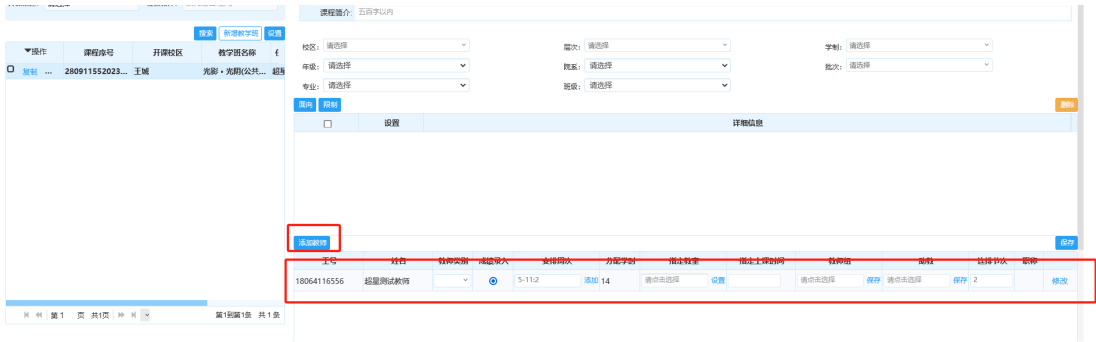 课程简介: 五百字以内
搜索 新增教学班 设置
▼操作 课程序号 开课校区 教学班名称
复制 ... 280911552023... 王城 光影・光阴(公共... 超星
校区: 请选择 层次: 请选择 学制: 请选择
年级: 请选择 院系: 请选择 批次: 请选择
专业: 请选择 班级: 请选择
面向 限制 删除
设置 详细信息
添加教师 保存
工号 姓名 教师类别 成绩录入 安排周次 分配学时 指定教室 指定上课时间 教师组 助教 连排节次 职称
18064116556 超星测试教师 5-11:2 添加 14 请点击选择 设置 请点击选择 保存 请点击选择 保存 2 修改
第 1 页 共1页 第1到第1条 共 1 条